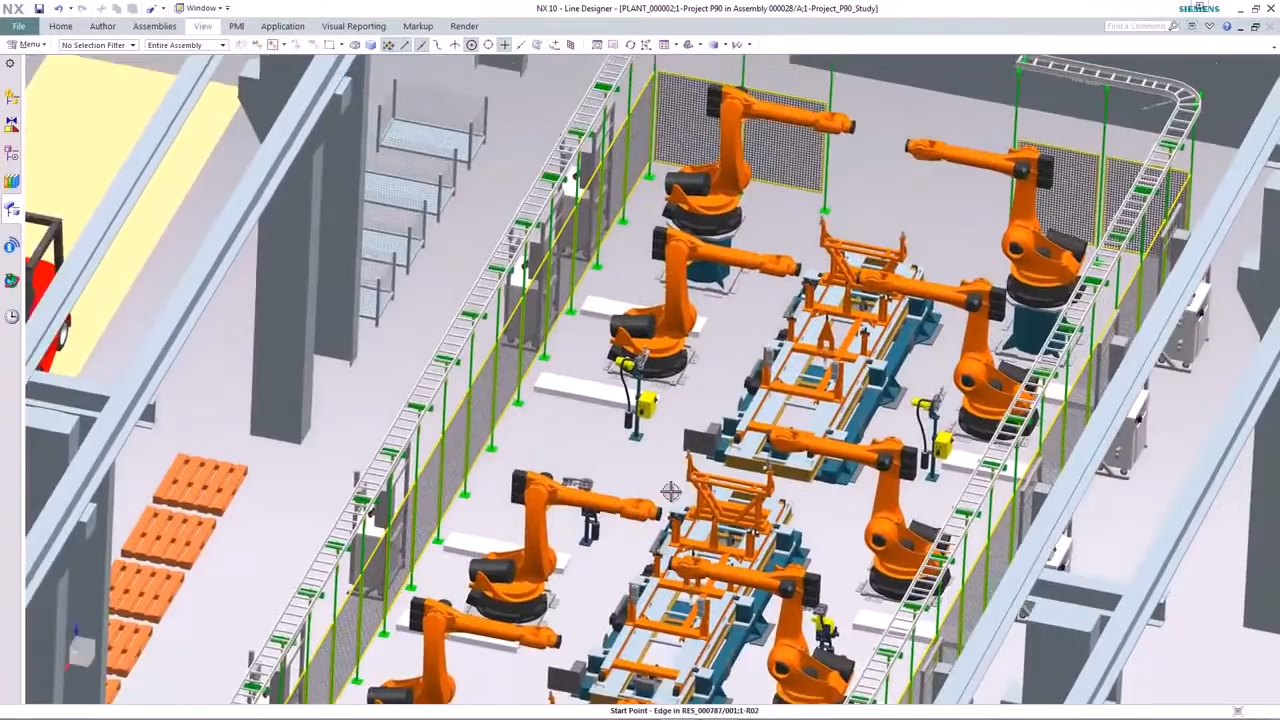 NX
Window
NX 10 - Line Designer - [PLANT_000002;1-Project P90 in Assembly 000028/A;1-Project_P90_Study]
SIEMENS
File Home Author Assemblies View PMI Application Visual Reporting Markup Render
Find a Command
Menu No Selection Filter Entire Assembly
Start Point - Edge in RES_000787/001;1-R02